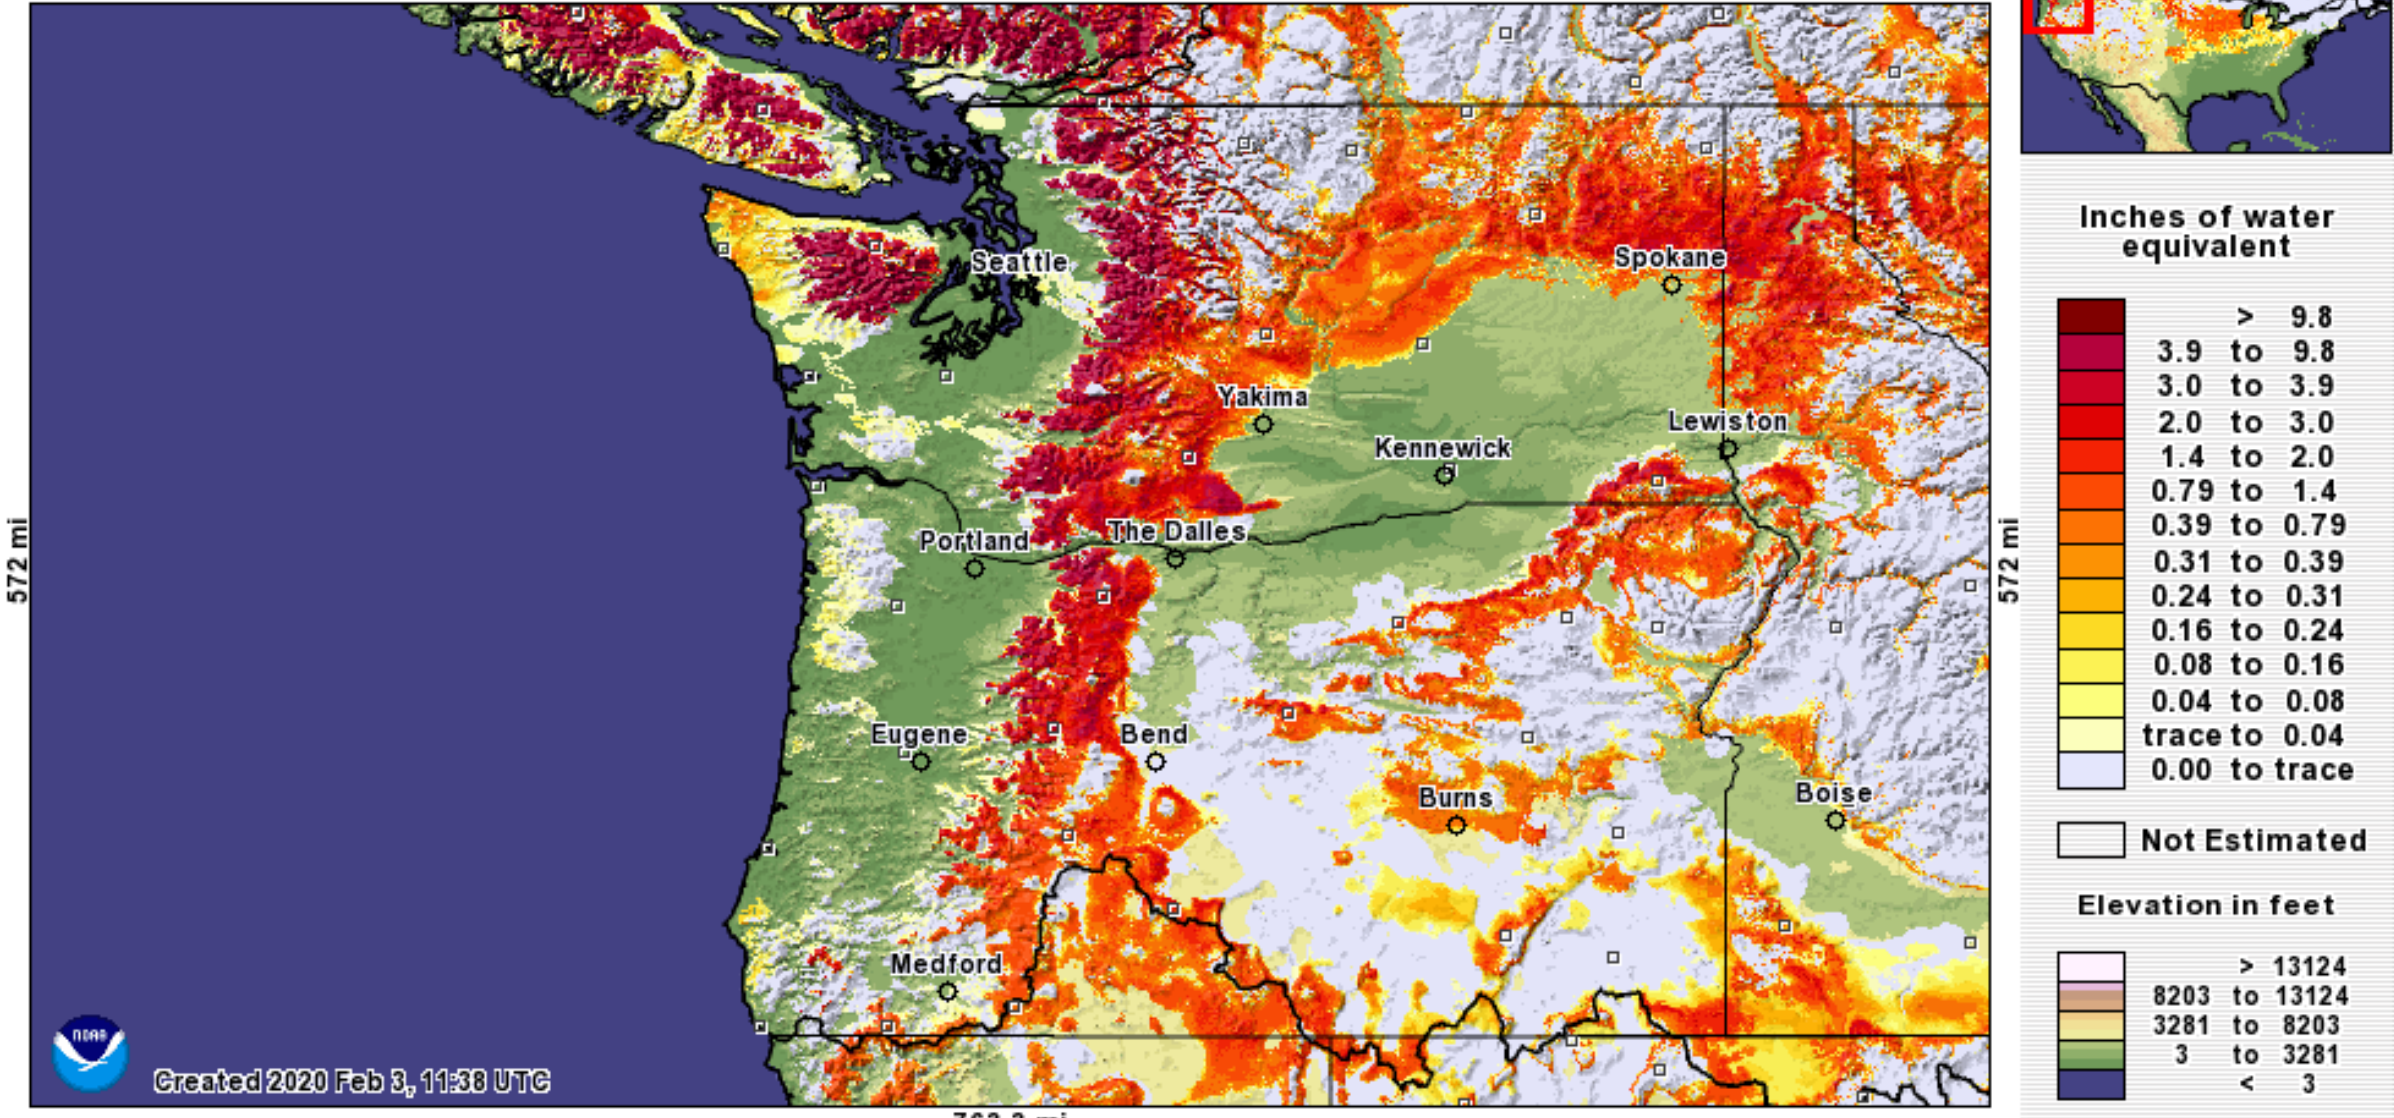 Seattle
Spokane
Yakima
Lewiston
Kennewick
Portland
The Dalles
Eugene
Bend
Burns
Boise
Medford
572 mi
572 mi
NOAA
Created 2020 Feb 3, 11:38 UTC
Inches of water
equivalent
> 9.8
3.9 to 9.8
3.0 to 3.9
2.0 to 3.0
1.4 to 2.0
0.79 to 1.4
0.39 to 0.79
0.31 to 0.39
0.24 to 0.31
0.16 to 0.24
0.08 to 0.16
0.04 to 0.08
trace to 0.04
0.00 to trace
Not Estimated
Elevation in feet
> 13124
8203 to 13124
3281 to 8203
3 to 3281
< 3